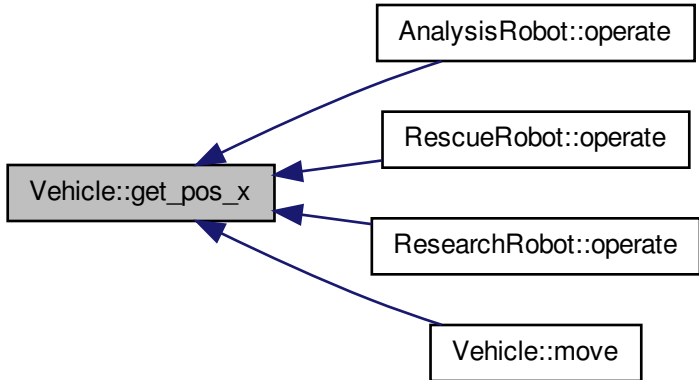 AnalysisRobot::operate
RescueRobot::operate
Vehicle::get_pos_x
ResearchRobot::operate
Vehicle::move